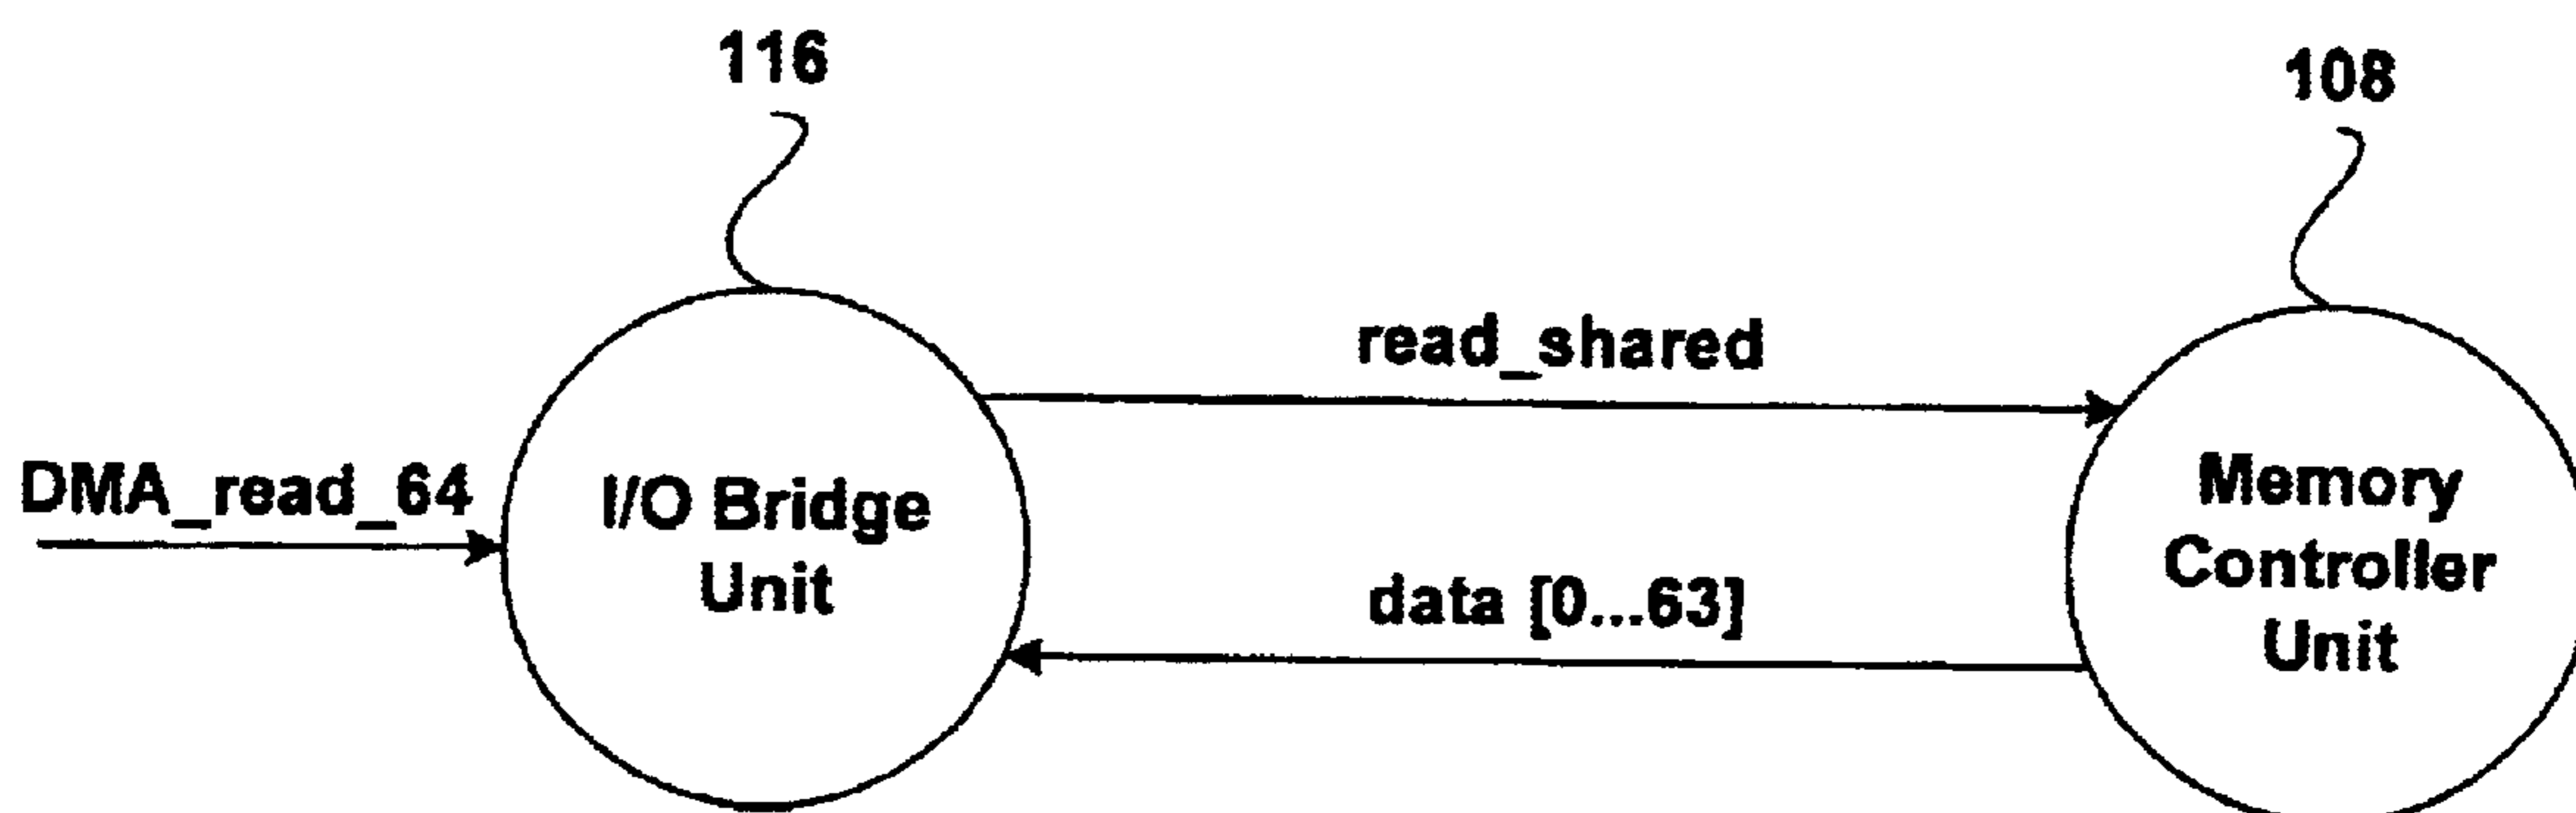 116
108
read_shared
DMA_read_64
I/O Bridge
Unit
Memory
Controller
Unit
data [0...63]